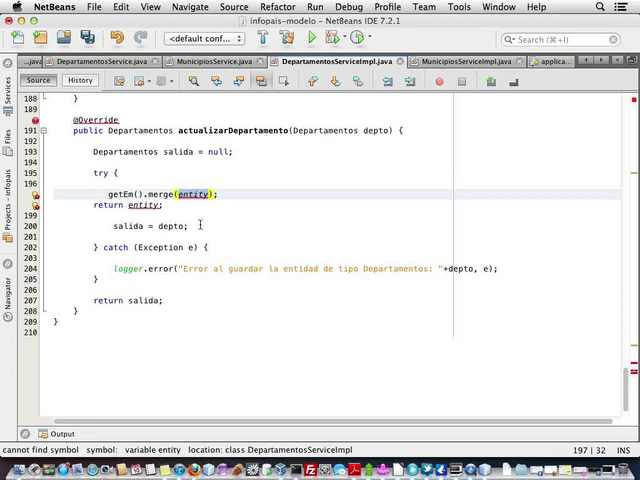 NetBeans File Edit View Navigate Source Refactor Run Debug Profile Team Tools Window Help
infopais-modelo - NetBeans IDE 7.2.1
<default conf... Search (⌘+I)
...java DepartamentosService.java MunicipiosService.java DepartamentosServiceImpl.java MunicipiosServiceImpl.java applica...
Source History
Services
Files
Projects - infopais
Navigator
188 }
189
@Override
191 public Departamentos actualizarDepartamento(Departamentos depto) {
192
193 Departamentos salida = null;
194
195 try {
196
getEm().merge(entity);
return entity;
199
200 salida = depto;
201
202 } catch (Exception e) {
203
204 logger.error("Error al guardar la entidad de tipo Departamentos: "+depto, e);
205 }
206
207 return salida;
208 }
209 }
210
Output
cannot find symbol symbol: variable entity location: class DepartamentosServiceImpl 197 | 32 INS